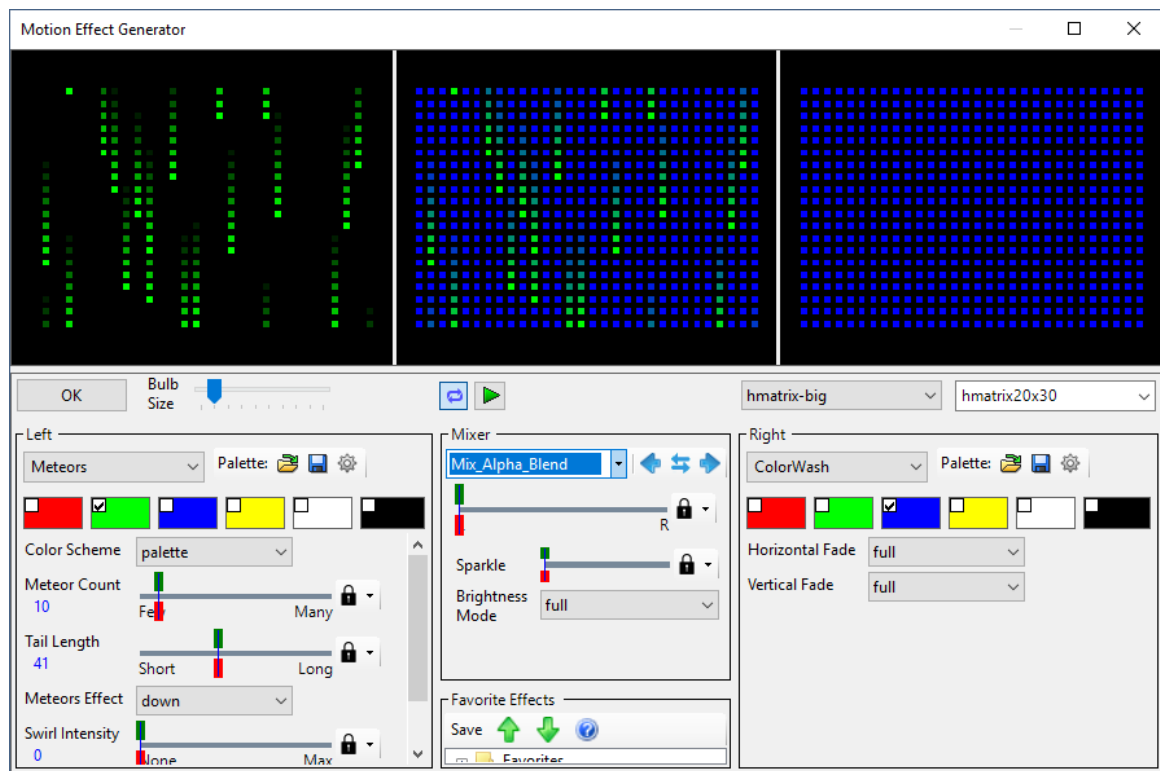 Motion Effect Generator
OK
Bulb
Size
hmatrix-big
hmatrix20x30
Left
Meteors
Palette:
Color Scheme
palette
Meteor Count
10
Few
Many
Tail Length
41
Short
Long
Meteors Effect
down
Swirl Intensity
0
None
Max
Mixer
Mix_Alpha_Blend
R
Sparkle
Brightness
Mode
full
Favorite Effects
Save
Favorites
Right
ColorWash
Palette:
Horizontal Fade
full
Vertical Fade
full